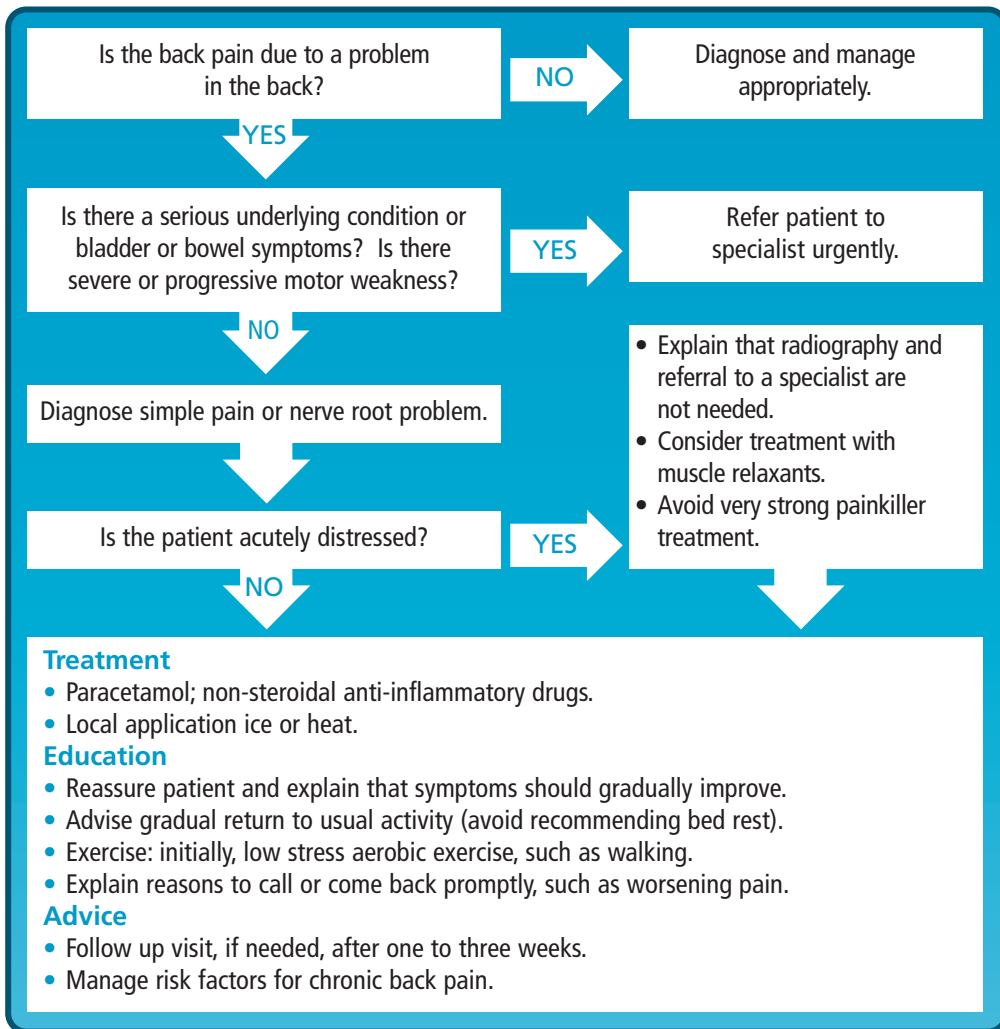 Is the back pain due to a problem
in the back?
NO
Diagnose and manage
appropriately.
YES
Is there a serious underlying condition or
bladder or bowel symptoms? Is there
severe or progressive motor weakness?
YES
Refer patient to
specialist urgently.
NO
Diagnose simple pain or nerve root problem.
Is the patient acutely distressed?
YES
• Explain that radiography and
referral to a specialist are
not needed.
• Consider treatment with
muscle relaxants.
• Avoid very strong painkiller
treatment.
NO
Treatment
• Paracetamol; non-steroidal anti-inflammatory drugs.
• Local application ice or heat.
Education
• Reassure patient and explain that symptoms should gradually improve.
• Advise gradual return to usual activity (avoid recommending bed rest).
• Exercise: initially, low stress aerobic exercise, such as walking.
• Explain reasons to call or come back promptly, such as worsening pain.
Advice
• Follow up visit, if needed, after one to three weeks.
• Manage risk factors for chronic back pain.